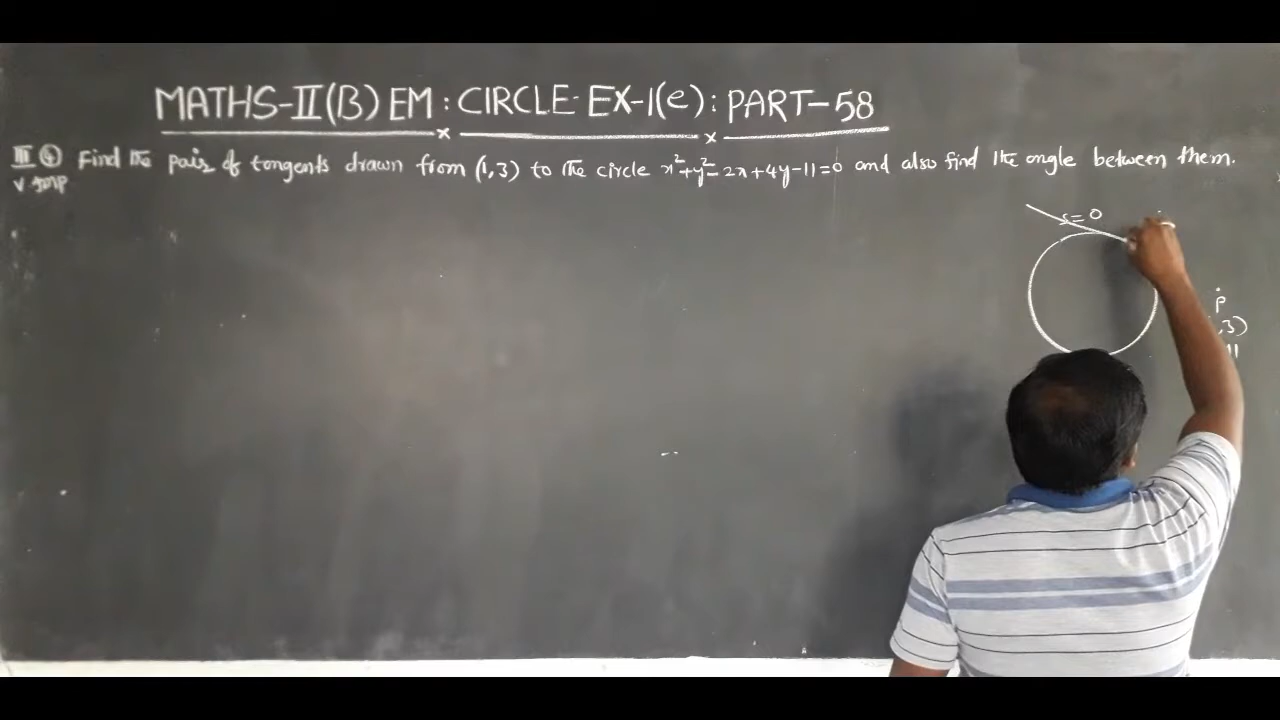 MATHS-II(B) EM: CIRCLE- EX-1(e): PART-58
III ④ Find the pair of tangents drawn from (1,3) to the circle x²+y²-2x+4y-11=0 and also find the angle between them.
V Imp
S=0
P
,3)